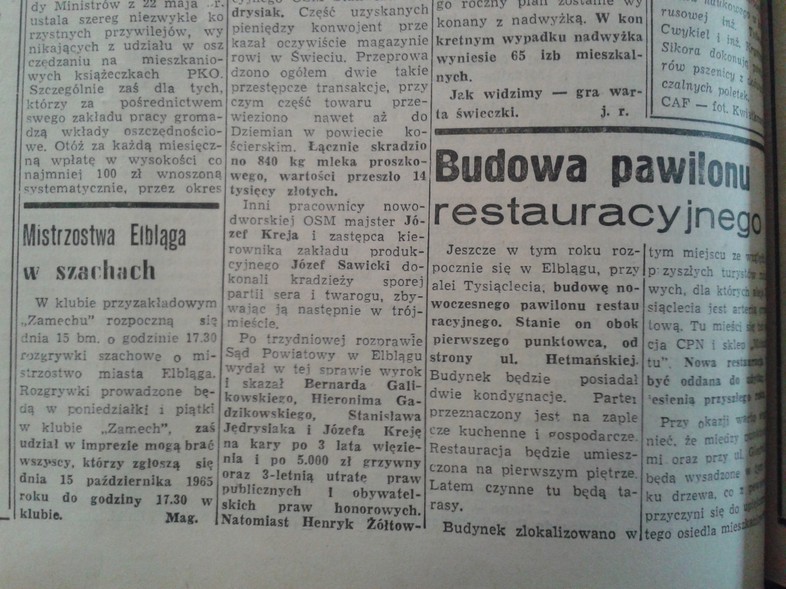 dy Ministrów z 22 maja
ustala szereg niezwykle ko
rzystnych przywilejów, wy
nikających z udziału w osz
czędzaniu na mieszkanio-
wych książeczkach PKO.
Szczególnie zaś dla tych,
którzy za pośrednictwem
swego zakładu pracy groma-
dzą wkłady oszczędnościo-
we. Otóż za każdą miesięcz-
ną wpłatę w wysokości co
najmniej 100 zł wnoszoną
systematycznie, przez okres
Mistrzostwa Elbląga
w szachach
W klubie przyzakładowym
„Zamechu” rozpoczną się
dnia 15 bm. o godzinie 17.30
rozgrywki szachowe o mi-
strzostwo miasta Elbląga.
Rozgrywki prowadzone bę-
dą w poniedziałki i piątki
w klubie „Zamech”, zaś
udział w imprezie mogą brać
wszyscy, którzy zgłoszą się
dnia 15 października 1965
roku do godziny 17.30 w
klubie. Mag.
drysiak. Część uzyskanych
pieniędzy konwojent prze
kazał oczywiście magazynie
rowi w Świeciu. Przeprowa
dzono ogółem dwie takie
przestępcze transakcje, przy
czym część towaru prze-
wieziono nawet aż do
Dziemian w powiecie ko-
ścierskim. Łącznie skradzio
no 840 kg mleka proszko-
wego, wartości przeszło 14
tysięcy złotych.
Inni pracownicy nowo-
dworskiej OSM majster Jó-
zef Kreja i zastępca kie-
rownika zakładu produk-
cyjnego Józef Sawicki do-
konali kradzieży sporej
partii sera i twarogu, zby-
wając ją następnie w trój-
mieście.
Po trzydniowej rozprawie
Sąd Powiatowy w Elblągu
wydał w tej sprawie wyrok
i skazał Bernarda Gali-
kowskiego, Hieronima Ga-
dzikowskiego, Stanisława
Jędrysiaka i Józefa Kreję
na kary po 3 lata więzie-
nia i po 5.000 zł grzywny
oraz 3-letnią utratę praw
publicznych i obywatel-
skich praw honorowych.
Natomiast Henryk Żółtow-
go roczny plan zostanie wy
konany z nadwyżką. W kon
kretnym wypadku nadwyżka
wyniesie 65 izb mieszkal-
nych.
Jak widzimy — gra war-
ta świeczki. j. r.
rusowej inż.
Cwykiel i inż.
Sikora dokonują
rów pszenicy z
czalnych poletek.
CAF — fot.
Budowa pawilonu
restauracyjnego
Jeszcze w tym roku roz-
pocznie się w Elblągu, przy
alei Tysiąclecia, budowę no-
woczesnego pawilonu restau
racyjnego. Stanie on obok
pierwszego punktowca, od
strony ul. Hetmańskiej.
Budynek będzie posiadał
dwie kondygnacje. Parter
przeznaczony jest na zaple
cze kuchenne i gospodarcze.
Restauracja będzie umiesz-
czona na pierwszym piętrze.
Latem czynne tu będą ta-
rasy.
Budynek zlokalizowano w
tym miejscu ze
przyszłych turystów
wych, dla których
siąclecia jest
tową. Tu mieści się
cja CPN i sklep
tu”. Nowa
być oddana do
jesienią przyszłego
Przy okazji warto
nieć, że między
mi oraz przy ul.
będą wysadzone w
ku drzewa, co z
przyczyni się do
tego osiedla